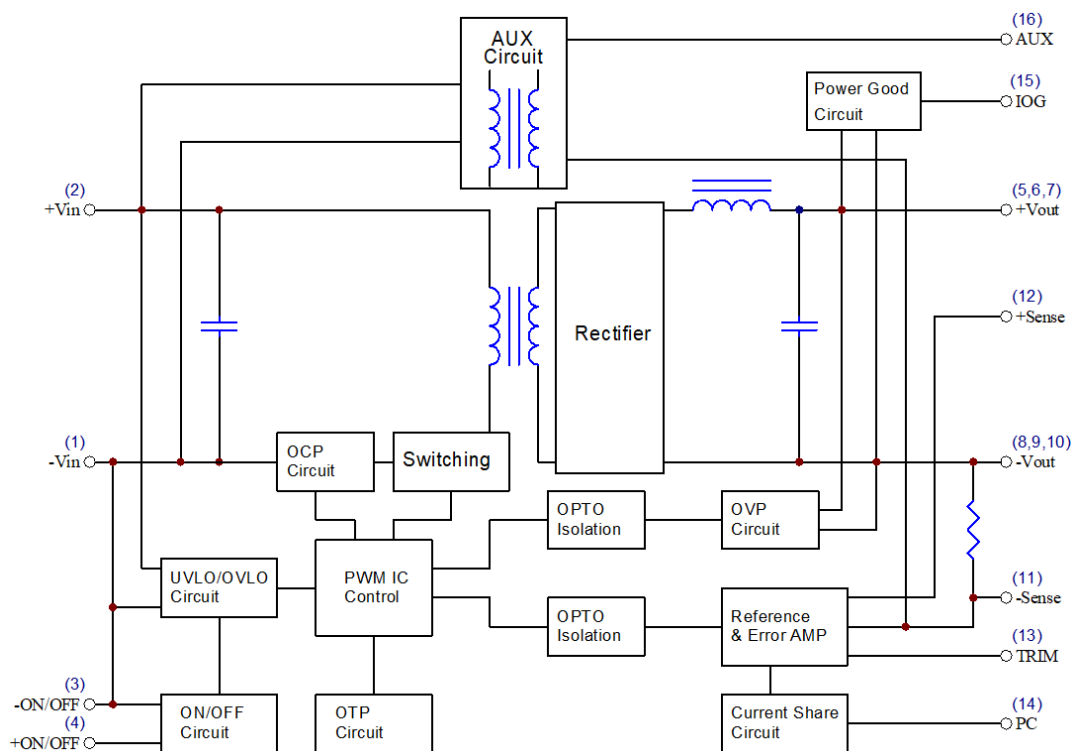 (16)
AUX
AUX
Circuit
(15)
IOG
Power Good
Circuit
(2)
+Vin
(5,6,7)
+Vout
(12)
+Sense
Rectifier
(1)
-Vin
OCP
Circuit
Switching
(8,9,10)
-Vout
OPTO
Isolation
OVP
Circuit
UVLO/OVLO
Circuit
PWM IC
Control
(11)
-Sense
OPTO
Isolation
Reference
& Error AMP
(13)
TRIM
(3)
-ON/OFF
(4)
+ON/OFF
ON/OFF
Circuit
OTP
Circuit
Current Share
Circuit
(14)
PC